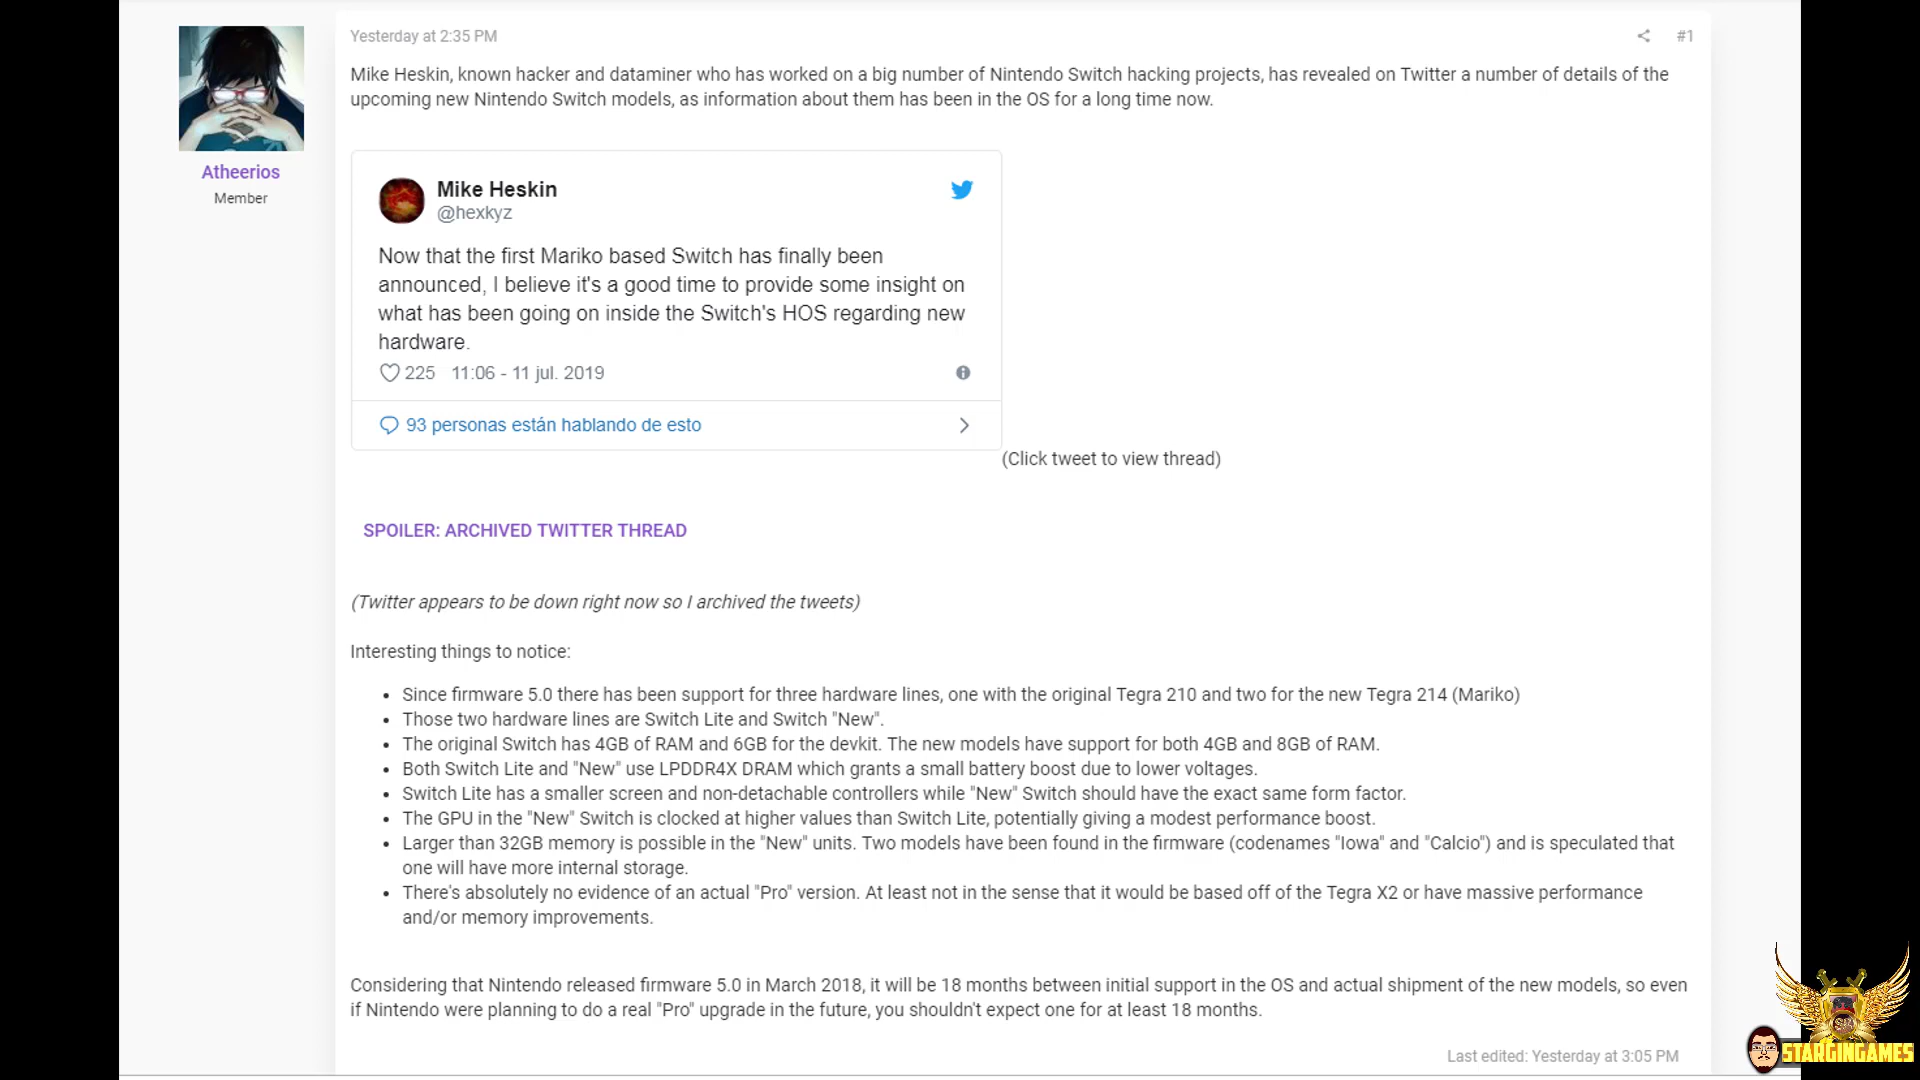 Yesterday at 2:35 PM
#1
Atheerios
Member
Mike Heskin, known hacker and dataminer who has worked on a big number of Nintendo Switch hacking projects, has revealed on Twitter a number of details of the
upcoming new Nintendo Switch models, as information about them has been in the OS for a long time now.
Mike Heskin
@hexkyz
Now that the first Mariko based Switch has finally been
announced, I believe it's a good time to provide some insight on
what has been going on inside the Switch's HOS regarding new
hardware.
225 11:06 - 11 jul. 2019
93 personas están hablando de esto
(Click tweet to view thread)
SPOILER: ARCHIVED TWITTER THREAD
(Twitter appears to be down right now so I archived the tweets)
Interesting things to notice:
• Since firmware 5.0 there has been support for three hardware lines, one with the original Tegra 210 and two for the new Tegra 214 (Mariko)
• Those two hardware lines are Switch Lite and Switch "New".
• The original Switch has 4GB of RAM and 6GB for the devkit. The new models have support for both 4GB and 8GB of RAM.
• Both Switch Lite and "New" use LPDDR4X DRAM which grants a small battery boost due to lower voltages.
• Switch Lite has a smaller screen and non-detachable controllers while "New" Switch should have the exact same form factor.
• The GPU in the "New" Switch is clocked at higher values than Switch Lite, potentially giving a modest performance boost.
• Larger than 32GB memory is possible in the "New" units. Two models have been found in the firmware (codenames "Iowa" and "Calcio") and is speculated that
one will have more internal storage.
• There's absolutely no evidence of an actual "Pro" version. At least not in the sense that it would be based off of the Tegra X2 or have massive performance
and/or memory improvements.
Considering that Nintendo released firmware 5.0 in March 2018, it will be 18 months between initial support in the OS and actual shipment of the new models, so even
if Nintendo were planning to do a real "Pro" upgrade in the future, you shouldn't expect one for at least 18 months.
Last edited: Yesterday at 3:05 PM
STARGINGAMES